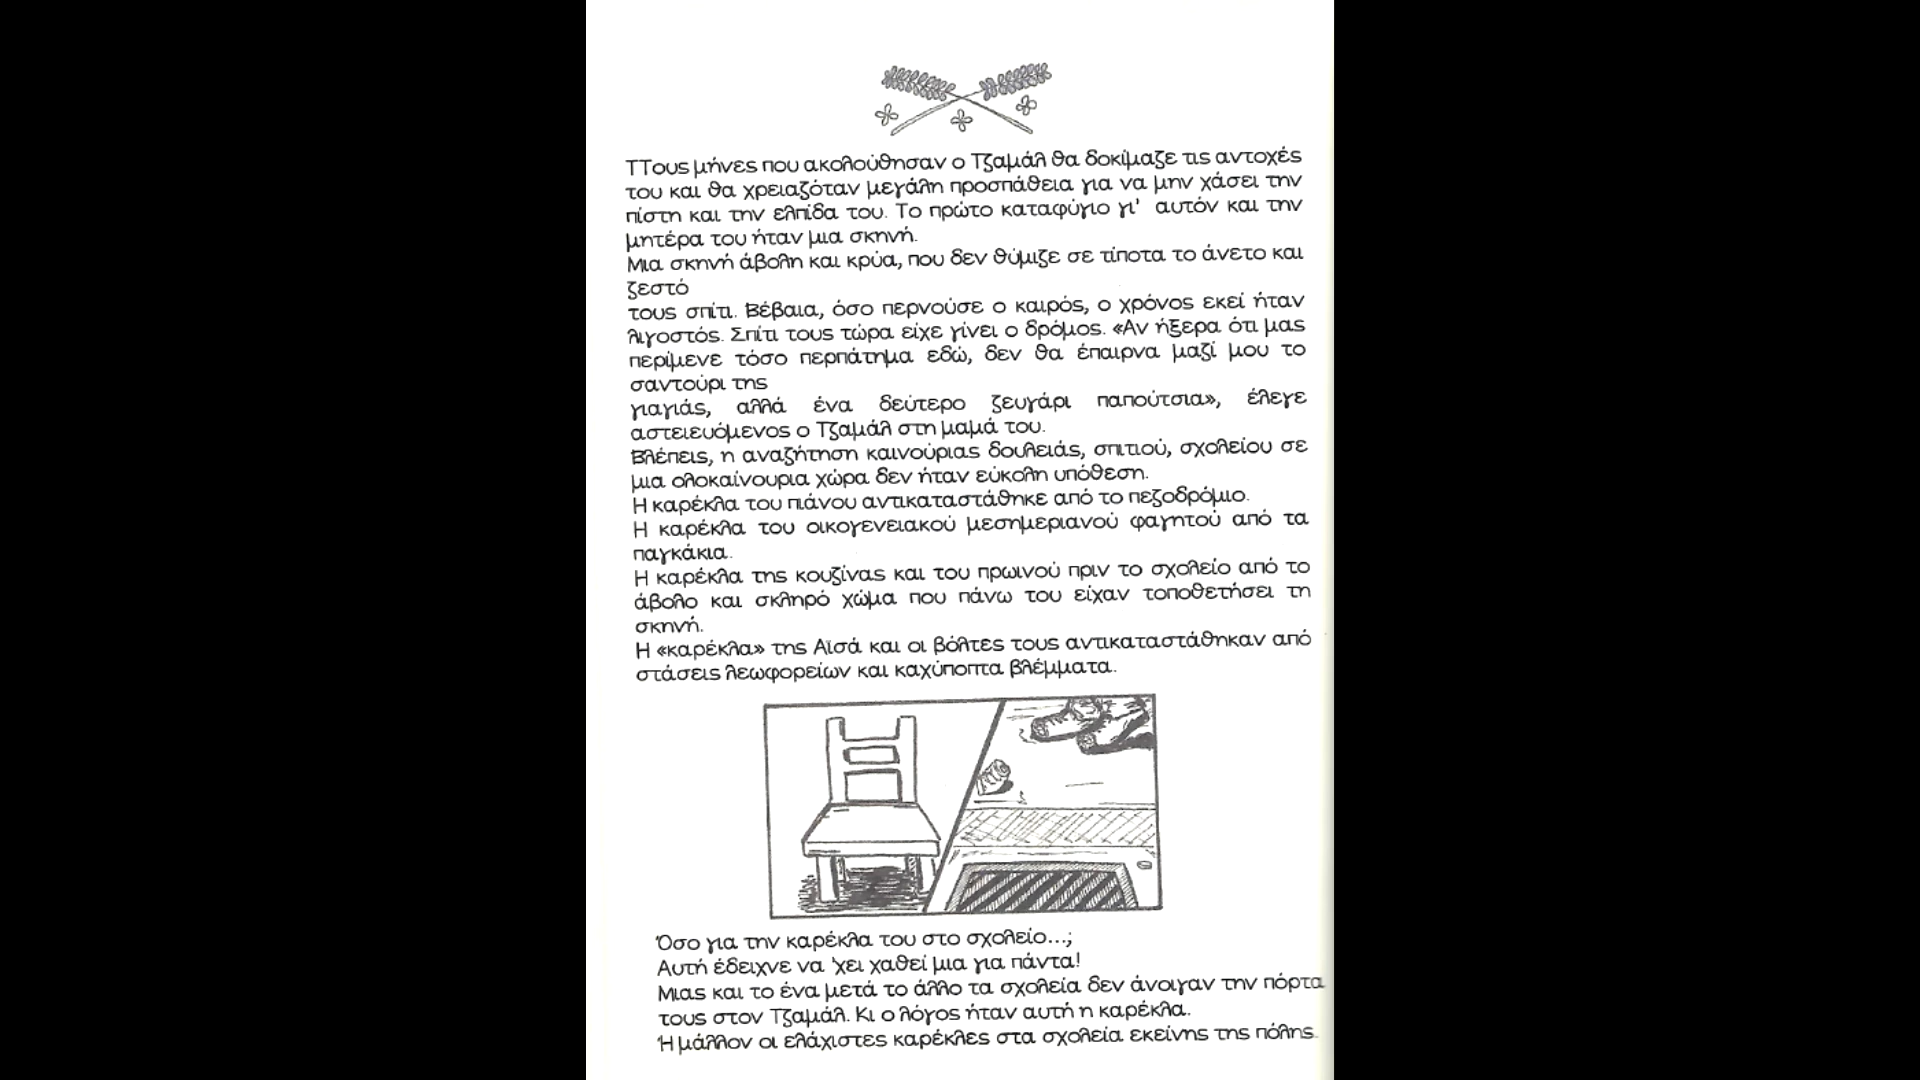 ΤΤους μήνες που ακολούθησαν ο Τζαμάλ θα δοκίμαζε τις αντοχές
του και θα χρειαζόταν μεγάλη προσπάθεια για να μην χάσει την
πίστη και την ελπίδα του. Το πρώτο καταφύγιο γι' αυτόν και την
μητέρα του ήταν μια σκηνή.
Μια σκηνή άβολη και κρύα, που δεν θύμιζε σε τίποτα το άνετο και
ζεστό
τους σπίτι. Βέβαια, όσο περνούσε ο καιρός, ο χρόνος εκεί ήταν
λιγοστός. Σπίτι τους τώρα είχε γίνει ο δρόμος. «Αν ήξερα ότι μας
περίμενε τόσο περπάτημα εδώ, δεν θα έπαιρνα μαζί μου το
σαντούρι της
γιαγιάς, αλλά ένα δεύτερο ζευγάρι παπούτσια», έλεγε
αστειευόμενος ο Τζαμάλ στη μαμά του.
Βλέπεις, η αναζήτηση καινούριας δουλειάς, σπιτιού, σχολείου σε
μια ολοκαίνουρια χώρα δεν ήταν εύκολη υπόθεση.
Η καρέκλα του πιάνου αντικαταστάθηκε από το πεζοδρόμιο.
Η καρέκλα του οικογενειακού μεσημεριανού φαγητού από τα
παγκάκια.
Η καρέκλα της κουζίνας και του πρωινού πριν το σχολείο από το
άβολο και σκληρό χώμα που πάνω του είχαν τοποθετήσει τη
σκηνή.
Η «καρέκλα» της Αϊσά και οι βόλτες τους αντικαταστάθηκαν από
στάσεις λεωφορείων και καχύποπτα βλέμματα.
Όσο για την καρέκλα του στο σχολείο...;
Αυτή έδειχνε να 'χει χαθεί μια για πάντα!
Μιας και το ένα μετά το άλλο τα σχολεία δεν άνοιγαν την πόρτα
τους στον Τζαμάλ. Κι ο λόγος ήταν αυτή η καρέκλα.
Ή μάλλον οι ελάχιστες καρέκλες στα σχολεία εκείνης της πόλης.